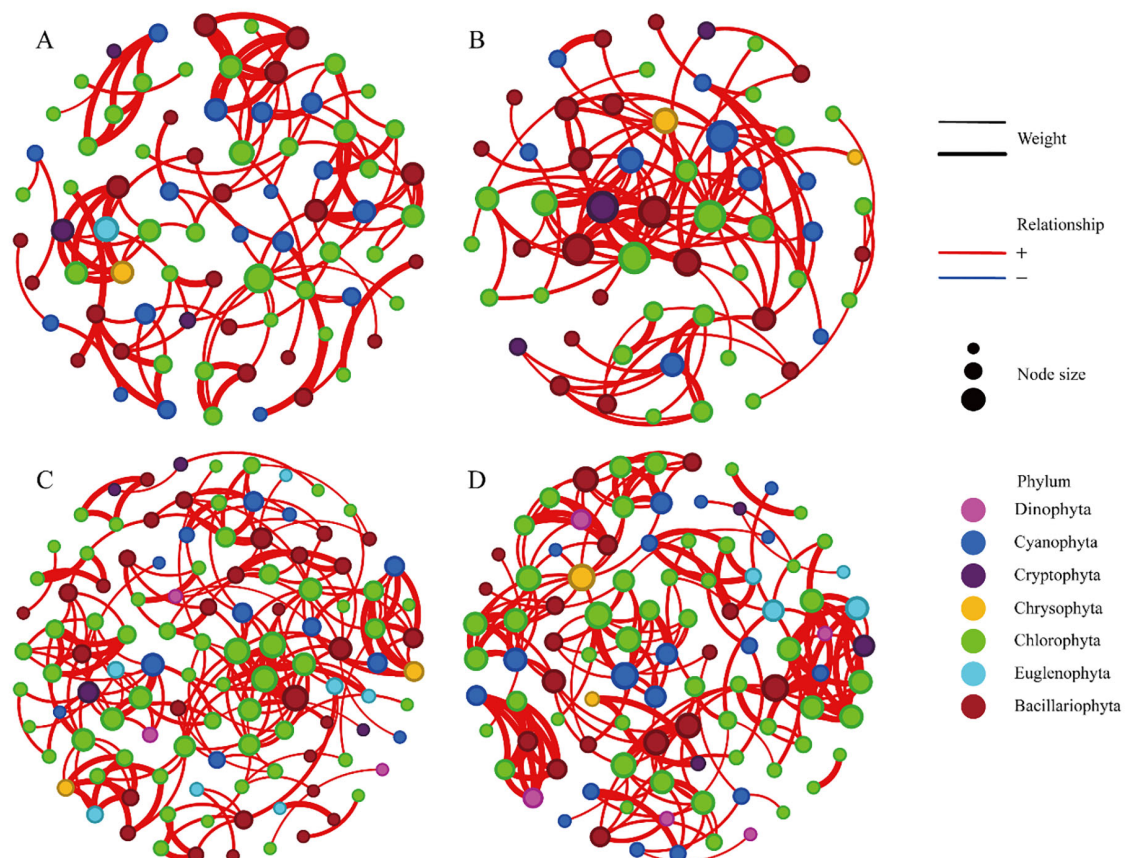 A
B
C
D
Weight
Relationship
+
−
Node size
Phylum
Dinophyta
Cyanophyta
Cryptophyta
Chrysophyta
Chlorophyta
Euglenophyta
Bacillariophyta